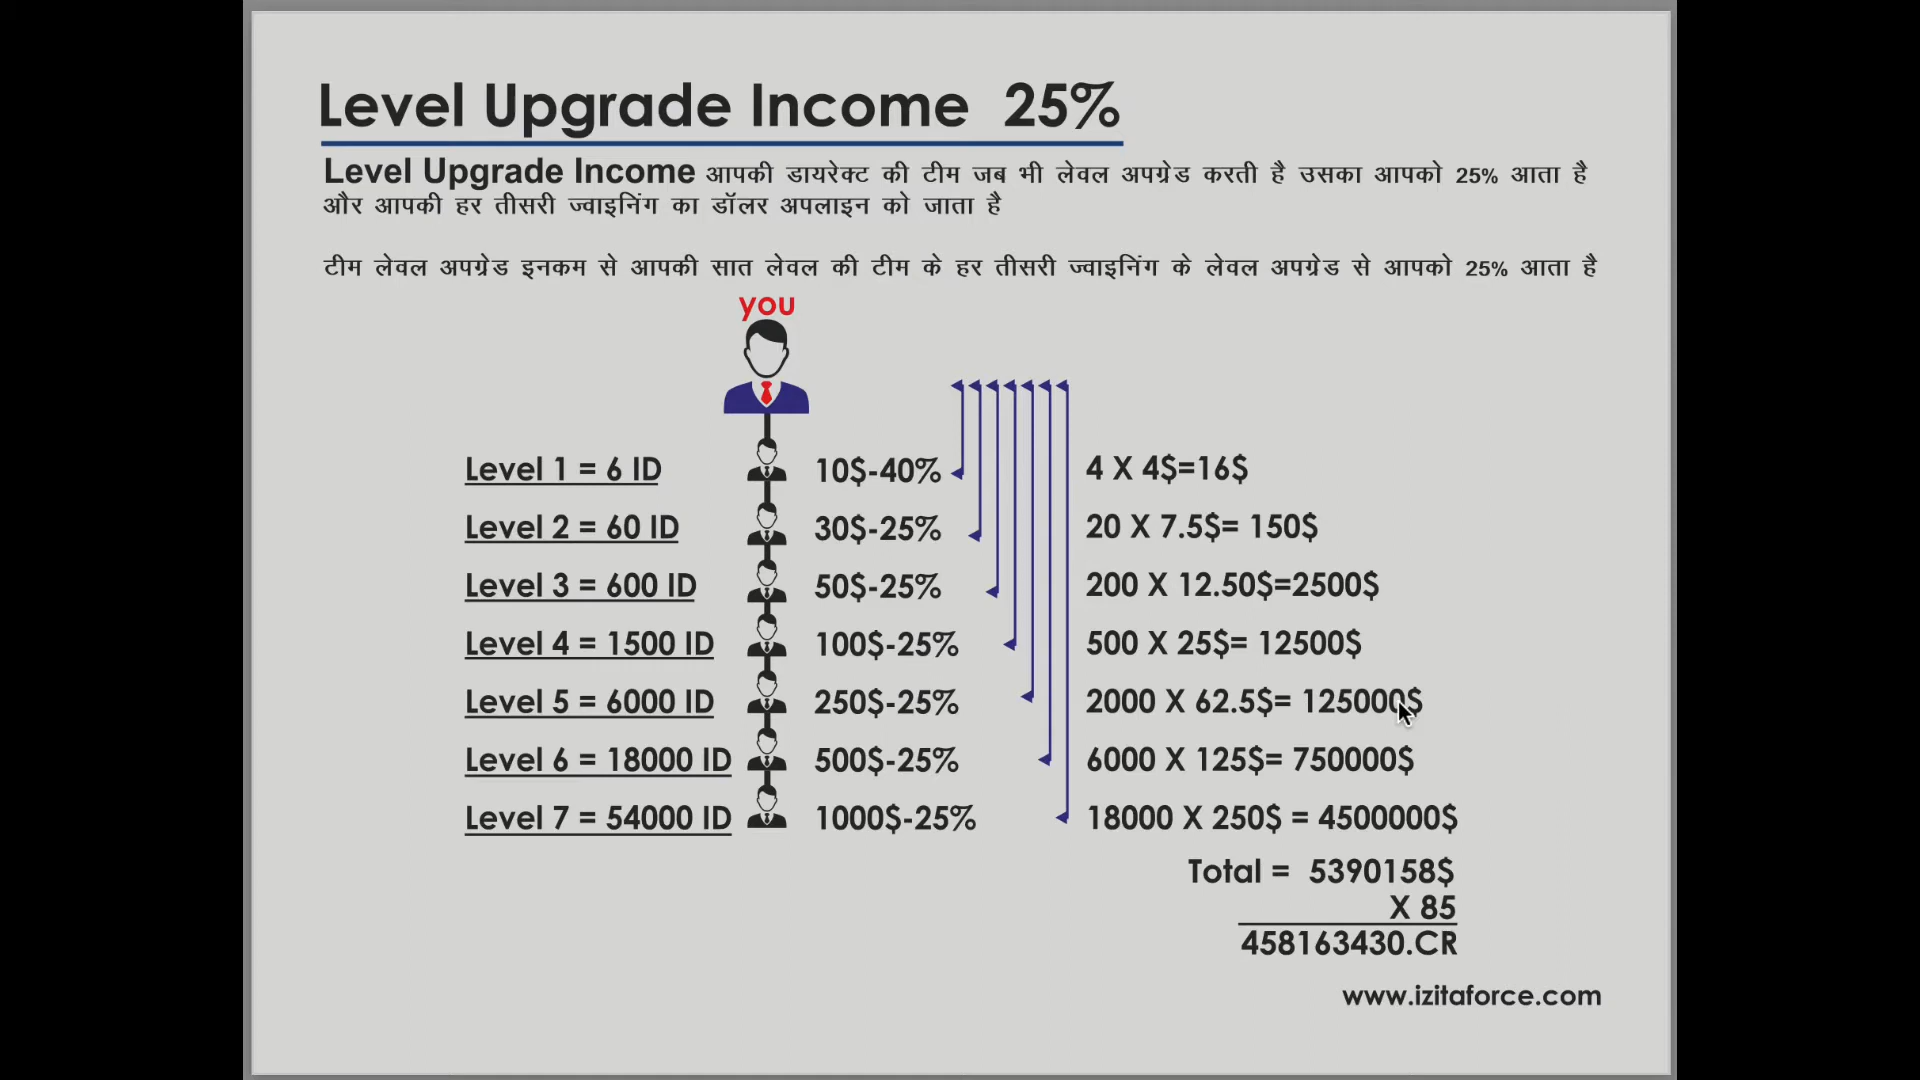 Level Upgrade Income 25%
Level Upgrade Income आपकी डायरेक्ट की टीम जब भी लेवल अपग्रेड करती है उसका आपको 25% आता है
और आपकी हर तीसरी ज्वाइनिंग का डॉलर अपलाइन को जाता है
टीम लेवल अपग्रेड इनकम से आपकी सात लेवल की टीम के हर तीसरी ज्वाइनिंग के लेवल अपग्रेड से आपको 25% आता है
you
Level 1 = 6 ID 10$-40% 4 X 4$=16$
Level 2 = 60 ID 30$-25% 20 X 7.5$= 150$
Level 3 = 600 ID 50$-25% 200 X 12.50$=2500$
Level 4 = 1500 ID 100$-25% 500 X 25$= 12500$
Level 5 = 6000 ID 250$-25% 2000 X 62.5$= 125000$
Level 6 = 18000 ID 500$-25% 6000 X 125$= 750000$
Level 7 = 54000 ID 1000$-25% 18000 X 250$ = 4500000$
Total = 5390158$
X 85
458163430.CR
www.izitaforce.com